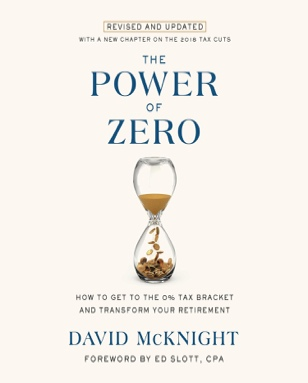 REVISED AND UPDATED
WITH A NEW CHAPTER ON THE 2018 TAX CUTS
THE
POWER
OF
ZERO
HOW TO GET TO THE 0% TAX BRACKET
AND TRANSFORM YOUR RETIREMENT
DAVID McKNIGHT
FOREWORD BY ED SLOTT, CPA